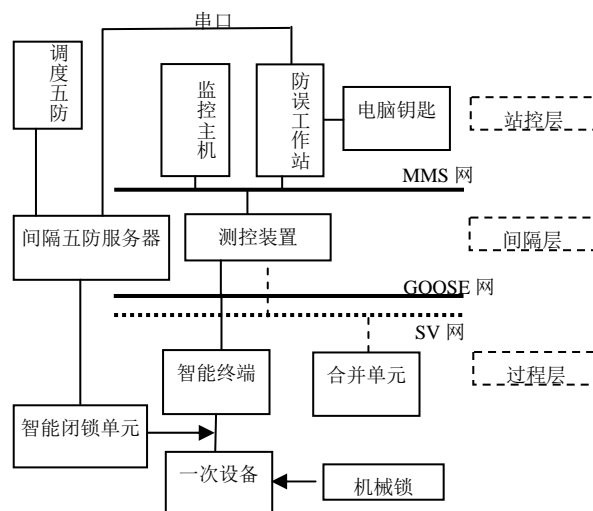 串口
调度五防
监控主机
防误工作站
电脑钥匙
站控层
MMS 网
间隔五防服务器
测控装置
间隔层
GOOSE 网
SV 网
智能终端
合并单元
过程层
智能闭锁单元
一次设备
机械锁